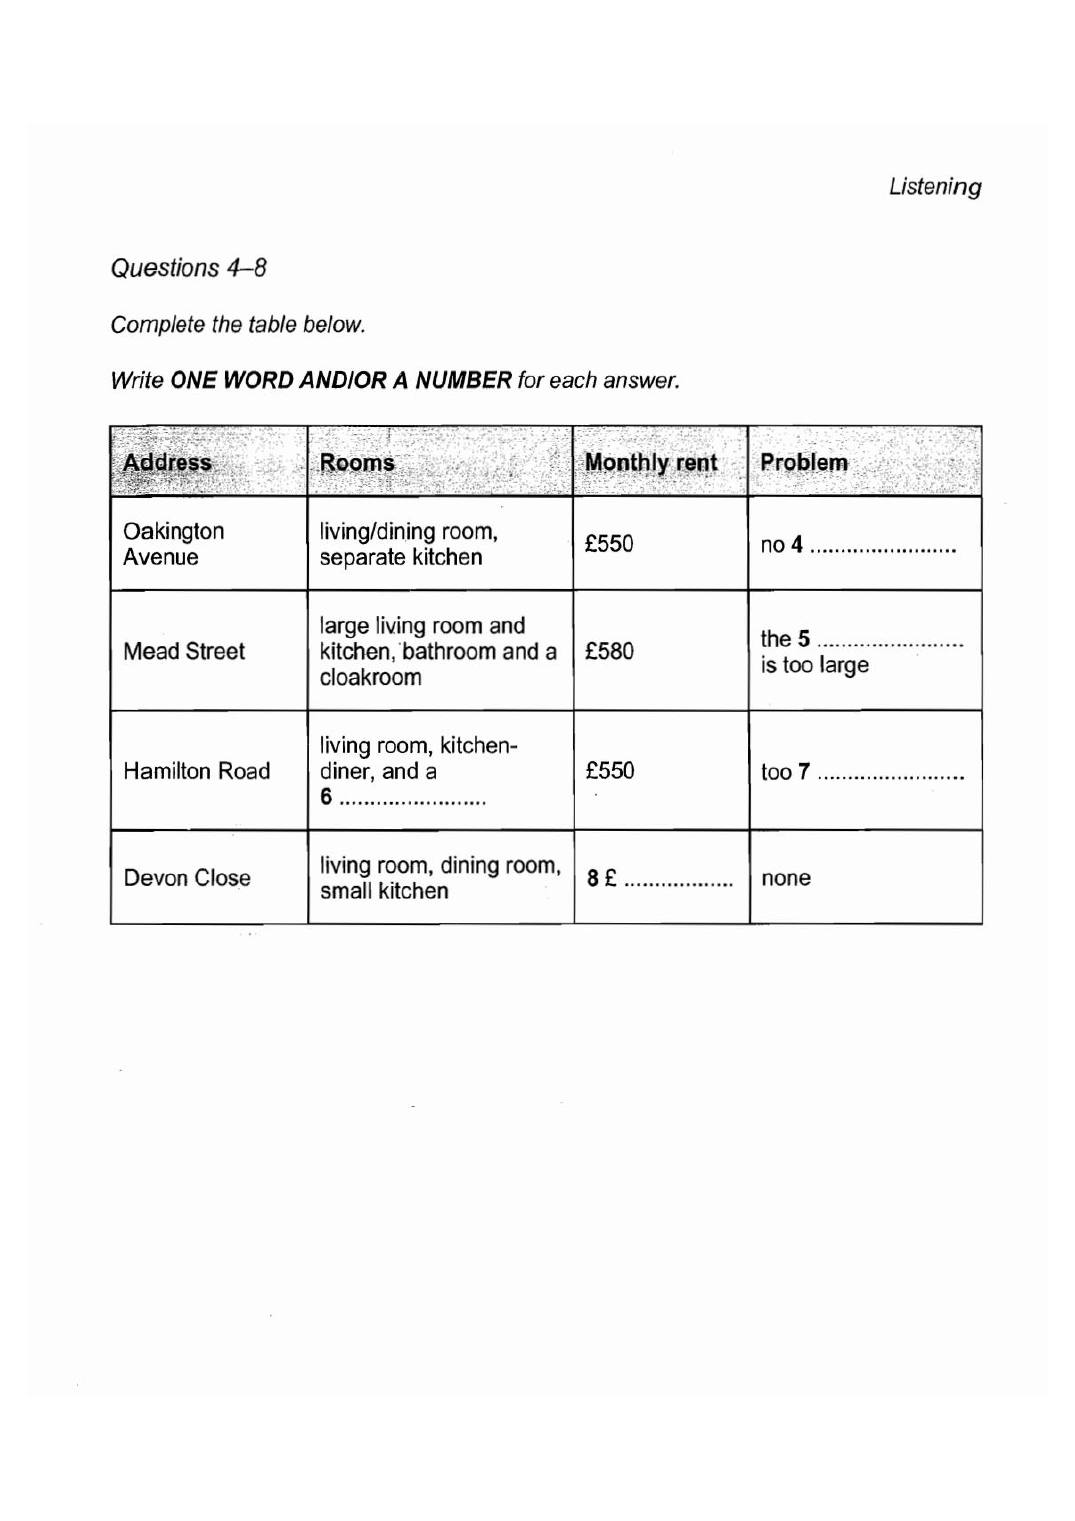 Listening
Questions 4–8
Complete the table below.
Write ONE WORD AND/OR A NUMBER for each answer.
Address Rooms Monthly rent Problem
Oakington Avenue
living/dining room,
separate kitchen
£550
no 4 ........................
Mead Street
large living room and
kitchen, bathroom and a
cloakroom
£580
the 5 ........................
is too large
Hamilton Road
living room, kitchen-
diner, and a
6 ........................
£550
too 7 ........................
Devon Close
living room, dining room,
small kitchen
8 £ ..................
none